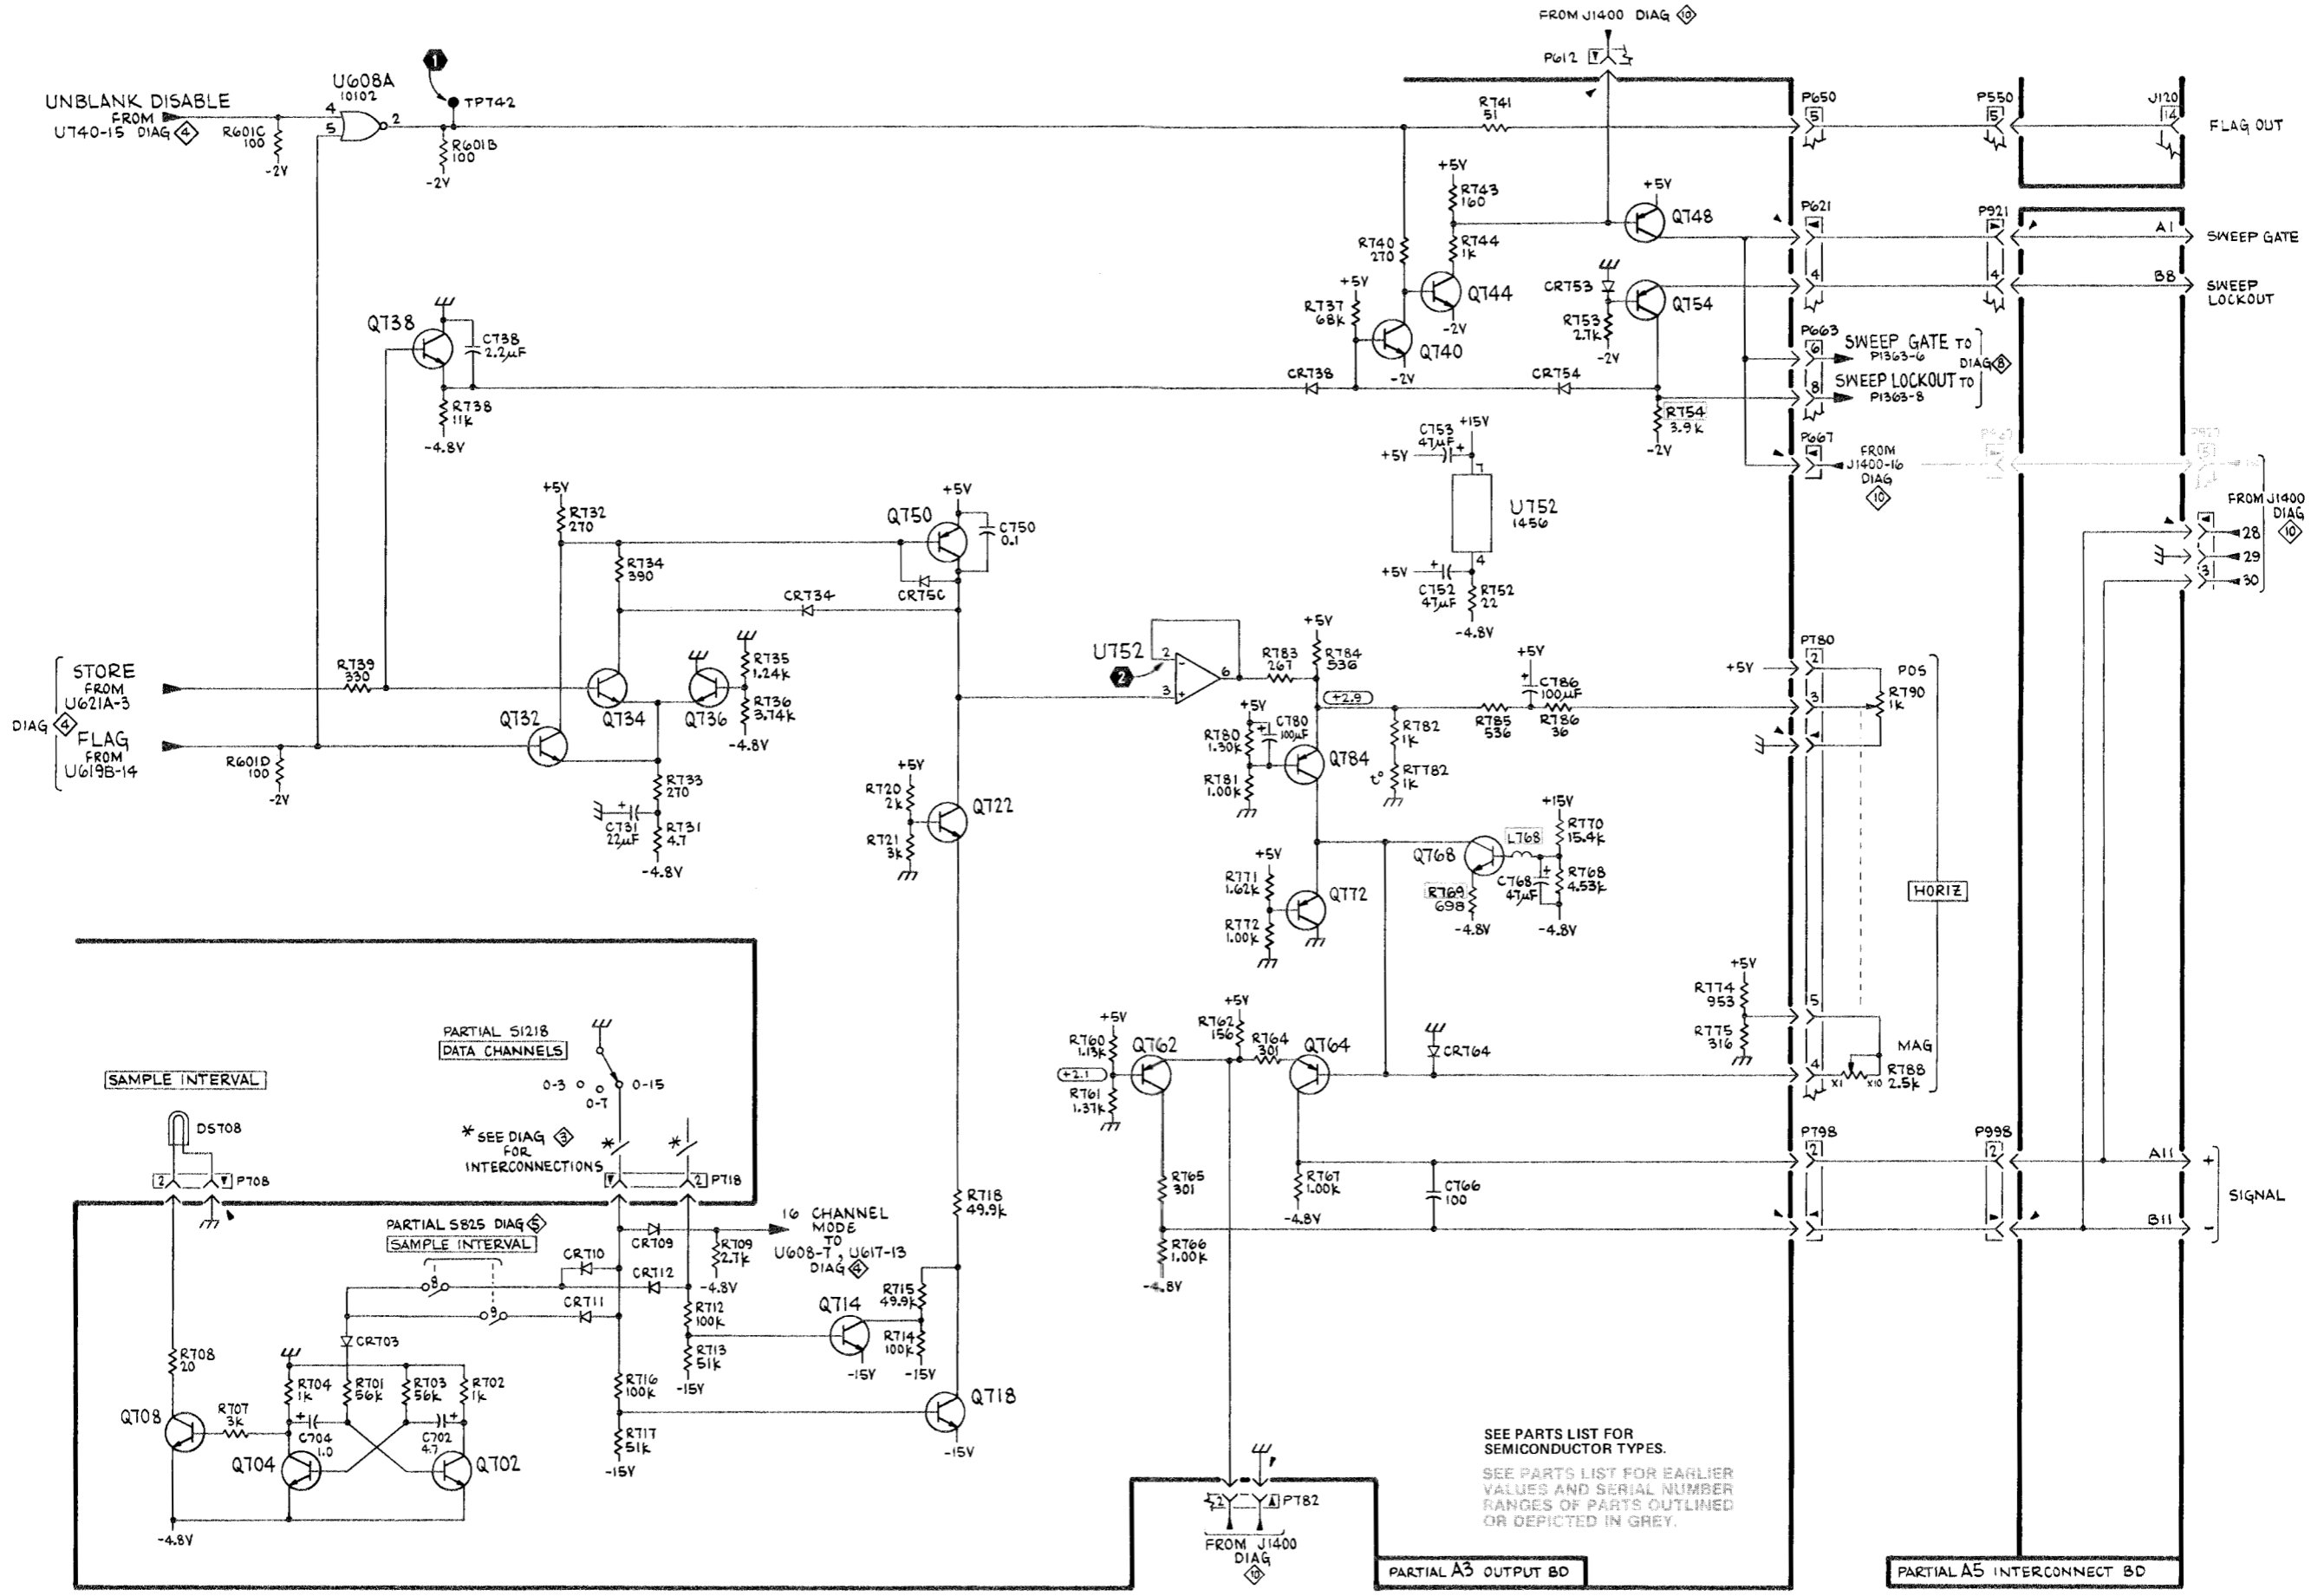 FROM J1400 DIAG 10
P612
1
U608A
10102
TP742
UNBLANK DISABLE
FROM
U740-15 DIAG 4
4
5
2
R601C
100
-2V
R601B
100
-2V
R741
51
P650
5
P550
5
J120
14
FLAG OUT
+5V
R743
160
+5V
Q748
P621
P921
A1
SWEEP GATE
R740
270
R744
1K
CR753
Q754
4
4
B8
SWEEP
LOCKOUT
+5V
R737
68K
Q744
-2V
R753
2.7K
-2V
Q740
-2V
P663
6
SWEEP GATE TO
P1363-6
DIAG 8
8
SWEEP LOCKOUT TO
P1363-8
Q738
C738
2.2µF
CR738
CR754
R738
11K
-4.8V
R754
3.9K
-2V
C753
47µF
+15V
+5V
7
U752
1456
4
+5V
C752
47µF
R752
22
-4.8V
P667
FROM
J1400-16
DIAG
10
FROM J1400
DIAG
10
28
29
3
30
+5V
R732
270
Q750
+5V
C750
0.1
R734
390
CR75C
CR734
STORE
FROM
U621A-3
DIAG 4
FLAG
FROM
U619B-14
R739
330
Q732
Q734
Q736
R735
1.24K
R736
3.74K
-4.8V
R601D
100
-2V
R733
270
C731
22µF
R731
4.7
-4.8V
+5V
R720
2K
R721
3K
Q722
U752
2
2
3
6
R783
267
+5V
R784
536
+2.9
+5V
C786
100µF
R785
536
R786
36
+5V
R780
1.30K
C780
100µF
R781
1.00K
Q784
R782
1K
RT782
1K
t°
P780
+5V
2
3
POS
R790
1K
HORIZ
+15V
R770
15.4K
Q768
L768
C768
47µF
R768
4.53K
R769
698
-4.8V
-4.8V
+5V
R771
1.62K
R772
1.00K
Q772
+5V
R774
953
R775
316
5
4
MAG
X1
X10
R788
2.5K
+5V
R760
1.13K
+2.1
R761
1.37K
Q762
+5V
R762
156
R764
301
Q764
CR764
P798
2
P998
2
A11
+
SIGNAL
B11
-
R765
301
R766
1.00K
-4.8V
R767
1.00K
-4.8V
C766
100
PARTIAL S1218
DATA CHANNELS
SAMPLE INTERVAL
0-3
0-7
0-15
DS708
* SEE DIAG 3
FOR
INTERCONNECTIONS
*
*
2
P708
2
P718
PARTIAL S825 DIAG 5
SAMPLE INTERVAL
8
9
CR709
R709
2.7K
-4.8V
16 CHANNEL
MODE
TO
U608-7, U617-13
DIAG 4
CR710
CR712
CR711
CR703
R712
100K
R713
51K
-15V
Q714
-15V
R715
49.9K
R714
100K
-15V
R718
49.9K
R716
100K
R717
51K
-15V
Q718
-15V
R708
20
Q708
R707
3K
R704
1K
R701
56K
R703
56K
R702
1K
C704
1.0
C702
4.7
Q704
Q702
-4.8V
2
P782
FROM J1400
DIAG
10
SEE PARTS LIST FOR
SEMICONDUCTOR TYPES.
SEE PARTS LIST FOR EARLIER
VALUES AND SERIAL NUMBER
RANGES OF PARTS OUTLINED
OR DEPICTED IN GREY.
PARTIAL A3 OUTPUT BD
PARTIAL A5 INTERCONNECT BD